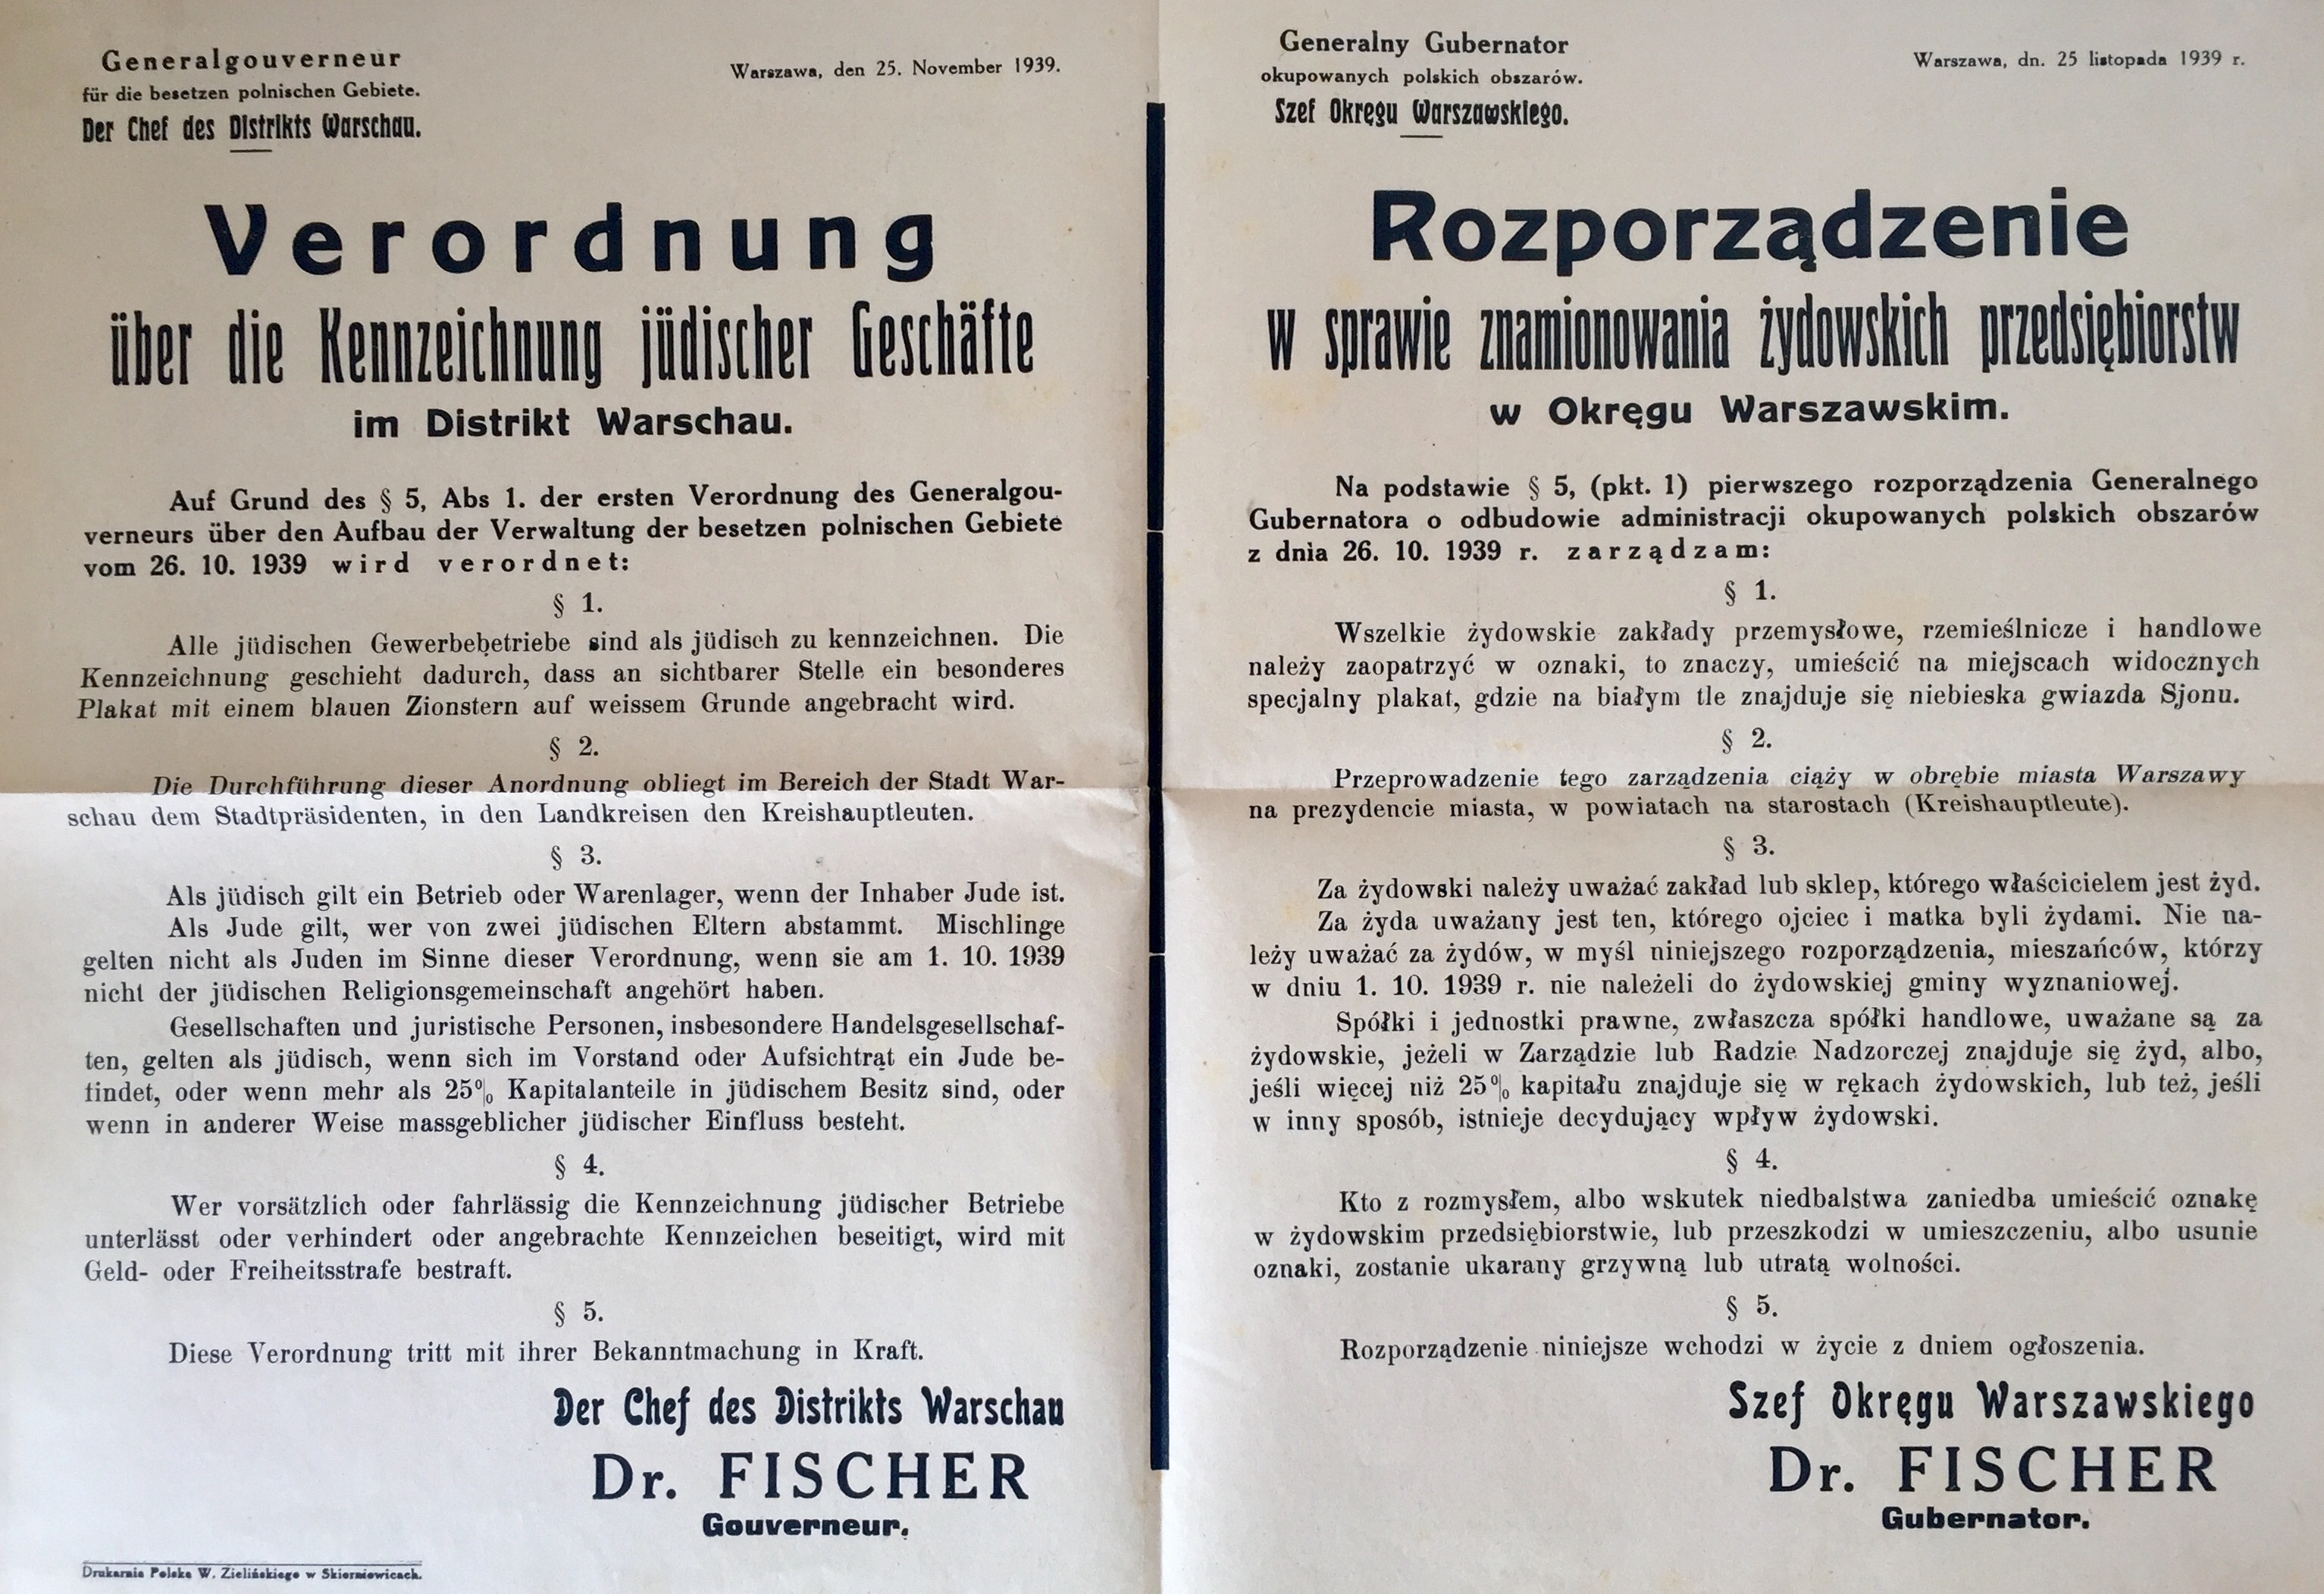 Generalgouverneur
für die besetzen polnischen Gebiete.
Der Chef des Distrikts Warschau.
Warszawa, den 25. November 1939.
Verordnung
über die Kennzeichnung jüdischer Geschäfte
im Distrikt Warschau.
Auf Grund des § 5, Abs 1. der ersten Verordnung des Generalgou-
verneurs über den Aufbau der Verwaltung der besetzen polnischen Gebiete
vom 26. 10. 1939 wird verordnet:
§ 1.
Alle jüdischen Gewerbebetriebe sind als jüdisch zu kennzeichnen. Die
Kennzeichnung geschieht dadurch, dass an sichtbarer Stelle ein besonderes
Plakat mit einem blauen Zionstern auf weissem Grunde angebracht wird.
§ 2.
Die Durchführung dieser Anordnung obliegt im Bereich der Stadt War-
schau dem Stadtpräsidenten, in den Landkreisen den Kreishauptleuten.
§ 3.
Als jüdisch gilt ein Betrieb oder Warenlager, wenn der Inhaber Jude ist.
Als Jude gilt, wer von zwei jüdischen Eltern abstammt. Mischlinge
gelten nicht als Juden im Sinne dieser Verordnung, wenn sie am 1. 10. 1939
nicht der jüdischen Religionsgemeinschaft angehört haben.
Gesellschaften und juristische Personen, insbesondere Handelsgesellschaf-
ten, gelten als jüdisch, wenn sich im Vorstand oder Aufsichtrat ein Jude be-
findet, oder wenn mehr als 25% Kapitalanteile in jüdischem Besitz sind, oder
wenn in anderer Weise massgeblicher jüdischer Einfluss besteht.
§ 4.
Wer vorsätzlich oder fahrlässig die Kennzeichnung jüdischer Betriebe
unterlässt oder verhindert oder angebrachte Kennzeichen beseitigt, wird mit
Geld- oder Freiheitsstrafe bestraft.
§ 5.
Diese Verordnung tritt mit ihrer Bekanntmachung in Kraft.
Der Chef des Distrikts Warschau
Dr. FISCHER
Gouverneur.
Drukarnia Polska W. Zielińskiego w Skierniewicach.
Generalny Gubernator
okupowanych polskich obszarów.
Szef Okręgu Warszawskiego.
Warszawa, dn. 25 listopada 1939 r.
Rozporządzenie
w sprawie znamionowania żydowskich przedsiębiorstw
w Okręgu Warszawskim.
Na podstawie § 5, (pkt. 1) pierwszego rozporządzenia Generalnego
Gubernatora o odbudowie administracji okupowanych polskich obszarów
z dnia 26. 10. 1939 r. zarządzam:
§ 1.
Wszelkie żydowskie zakłady przemysłowe, rzemieślnicze i handlowe
należy zaopatrzyć w oznaki, to znaczy, umieścić na miejscach widocznych
specjalny plakat, gdzie na białym tle znajduje się niebieska gwiazda Sjonu.
§ 2.
Przeprowadzenie tego zarządzenia ciąży w obrębie miasta Warszawy
na prezydencie miasta, w powiatach na starostach (Kreishauptleute).
§ 3.
Za żydowski należy uważać zakład lub sklep, którego właścicielem jest żyd.
Za żyda uważany jest ten, którego ojciec i matka byli żydami. Nie na-
leży uważać za żydów, w myśl niniejszego rozporządzenia, mieszańców, którzy
w dniu 1. 10. 1939 r. nie należeli do żydowskiej gminy wyznaniowej.
Spółki i jednostki prawne, zwłaszcza spółki handlowe, uważane są za
żydowskie, jeżeli w Zarządzie lub Radzie Nadzorczej znajduje się żyd, albo,
jeśli więcej niż 25% kapitału znajduje się w rękach żydowskich, lub też, jeśli
w inny sposób, istnieje decydujący wpływ żydowski.
§ 4.
Kto z rozmysłem, albo wskutek niedbalstwa zaniedba umieścić oznakę
w żydowskim przedsiębiorstwie, lub przeszkodzi w umieszczeniu, albo usunie
oznaki, zostanie ukarany grzywną lub utratą wolności.
§ 5.
Rozporządzenie niniejsze wchodzi w życie z dniem ogłoszenia.
Szef Okręgu Warszawskiego
Dr. FISCHER
Gubernator.